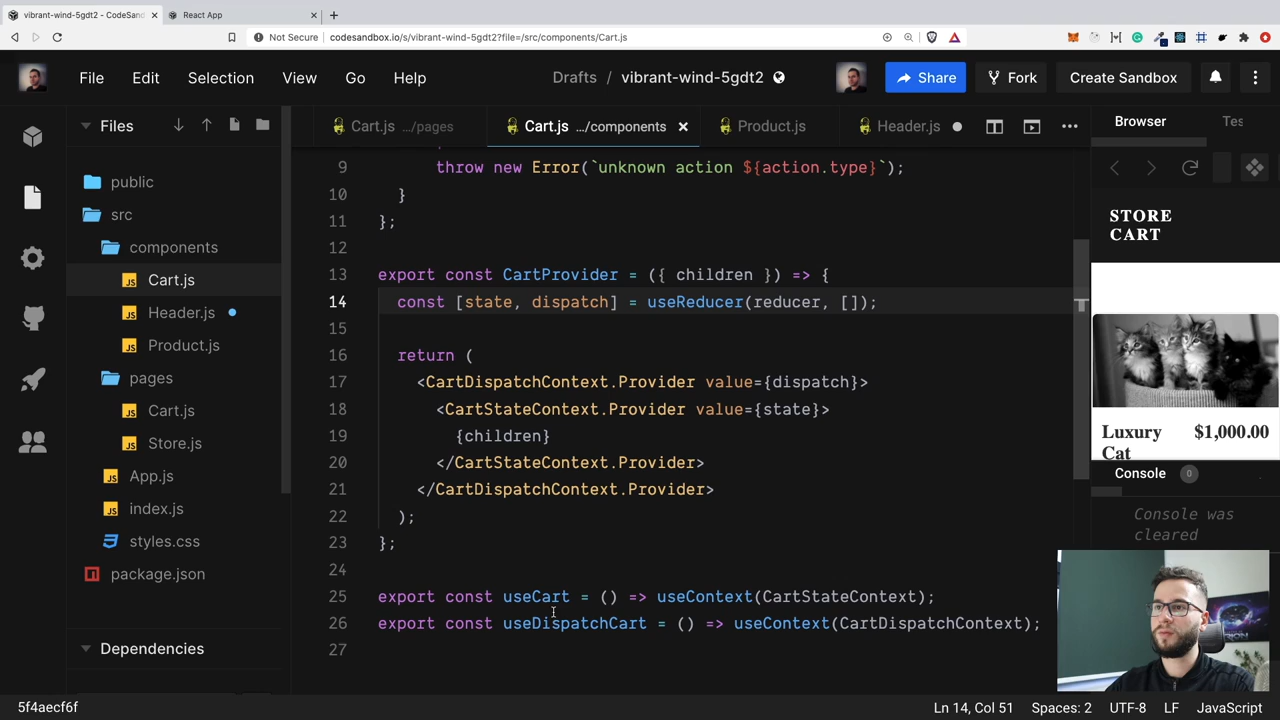 vibrant-wind-5gdt2 - CodeSand
React App
Not Secure
codesandbox.io/s/vibrant-wind-5gdt2?file=/src/components/Cart.js
File Edit Selection View Go Help
Drafts / vibrant-wind-5gdt2
Share
Fork
Create Sandbox
Files
public
src
components
Cart.js
Header.js
Product.js
pages
Cart.js
Store.js
App.js
index.js
styles.css
package.json
Dependencies
Cart.js .../pages
Cart.js .../components
Product.js
Header.js
9 throw new Error(`unknown action ${action.type}`);
10 }
11 };
12
13 export const CartProvider = ({ children }) => {
14 const [state, dispatch] = useReducer(reducer, []);
15
16 return (
17 <CartDispatchContext.Provider value={dispatch}>
18 <CartStateContext.Provider value={state}>
19 {children}
20 </CartStateContext.Provider>
21 </CartDispatchContext.Provider>
22 );
23 };
24
25 export const useCart = () => useContext(CartStateContext);
26 export const useDispatchCart = () => useContext(CartDispatchContext);
27
Browser
Tes
STORE
CART
Luxury
Cat
$1,000.00
Console 0
Console was
cleared
5f4aecf6f
Ln 14, Col 51
Spaces: 2
UTF-8
LF
JavaScript